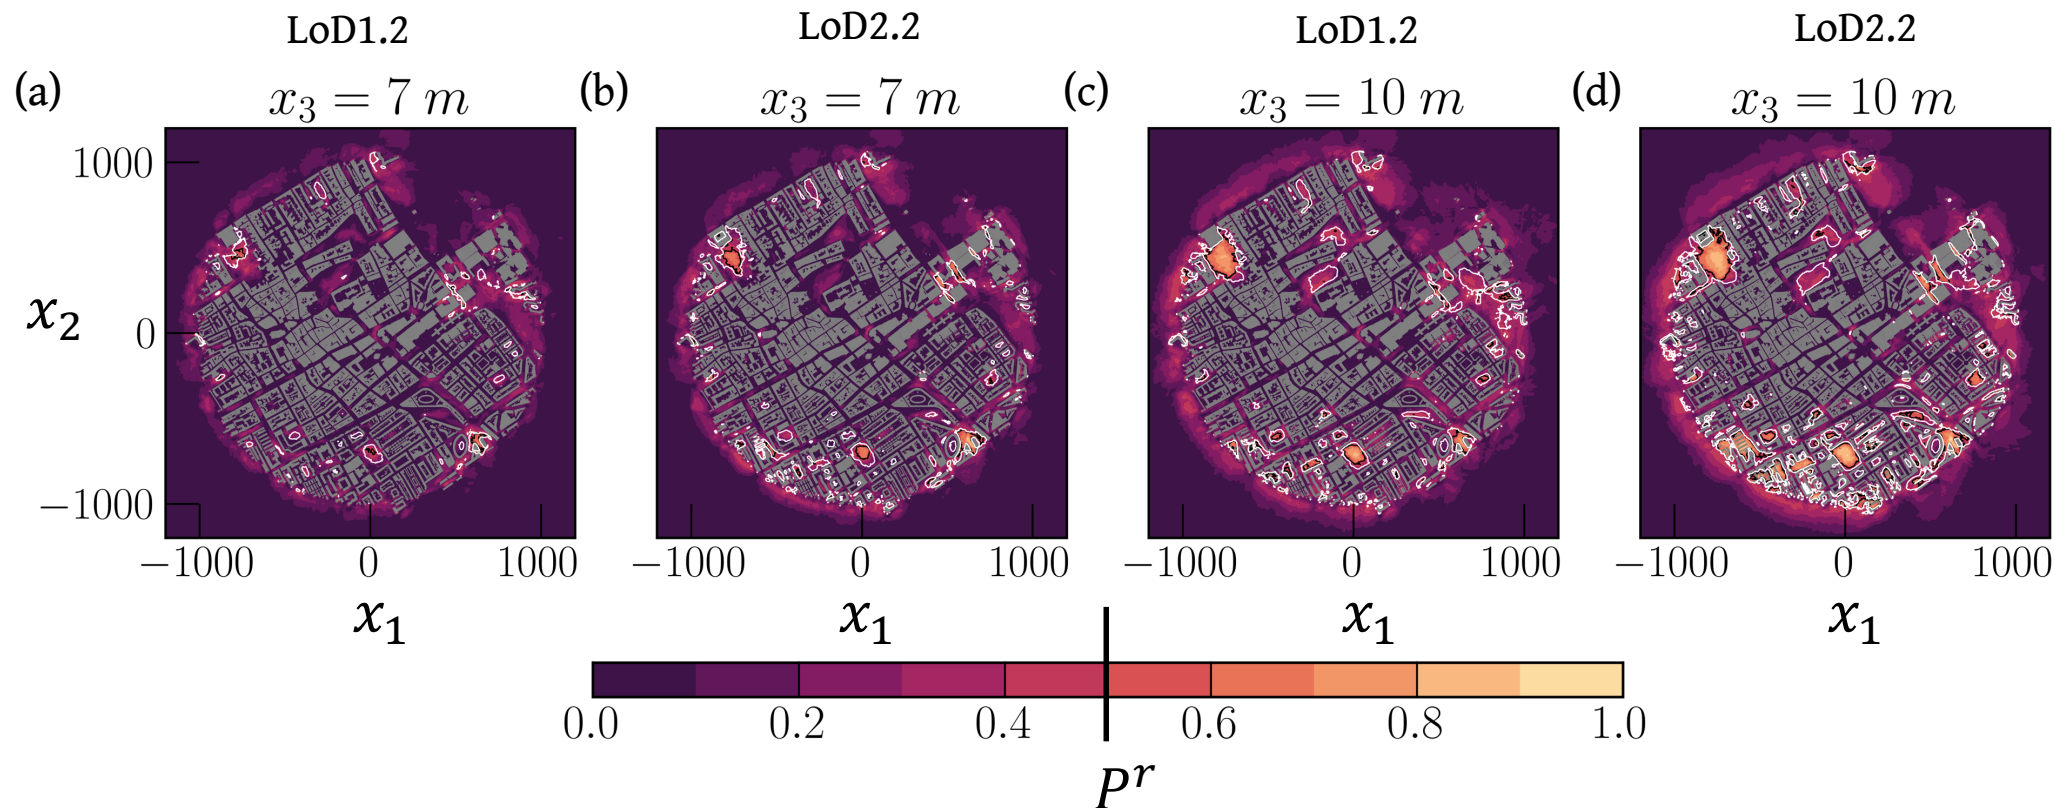 LoD1.2 LoD2.2 LoD1.2 LoD2.2
(a) x₃ = 7 m (b) x₃ = 7 m (c) x₃ = 10 m (d) x₃ = 10 m
1000
x₂ 0
−1000
−1000 0 1000 −1000 0 1000 −1000 0 1000 −1000 0 1000
x₁ x₁ x₁ x₁
0.0 0.2 0.4 0.6 0.8 1.0
Pʳ